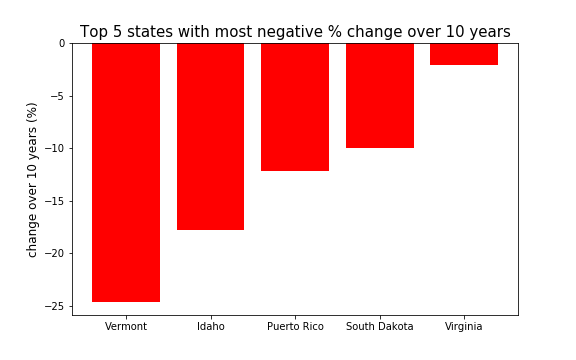 Top 5 states with most negative % change over 10 years
change over 10 years (%)
0
−5
−10
−15
−20
−25
Vermont Idaho Puerto Rico South Dakota Virginia